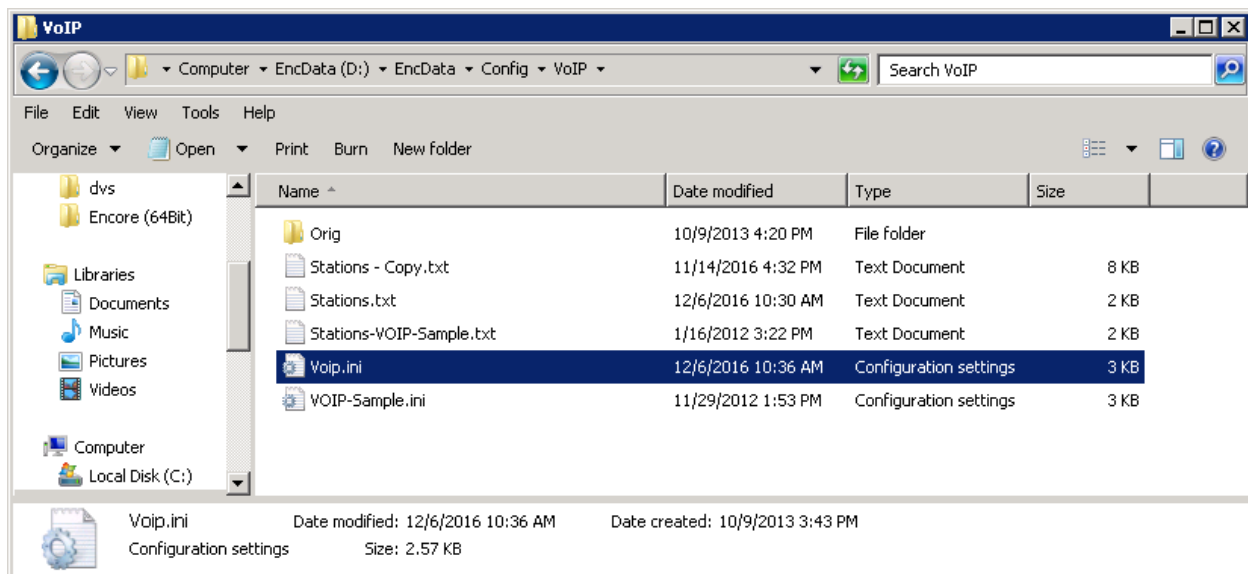 VoIP
Computer EncData (D:) EncData Config VoIP Search VoIP
File Edit View Tools Help
Organize Open Print Burn New folder
dvs
Encore (64Bit)
Libraries
Documents
Music
Pictures
Videos
Computer
Local Disk (C:)
Name Date modified Type Size
Orig 10/9/2013 4:20 PM File folder
Stations - Copy.txt 11/14/2016 4:32 PM Text Document 8 KB
Stations.txt 12/6/2016 10:30 AM Text Document 2 KB
Stations-VOIP-Sample.txt 1/16/2012 3:22 PM Text Document 2 KB
Voip.ini 12/6/2016 10:36 AM Configuration settings 3 KB
VOIP-Sample.ini 11/29/2012 1:53 PM Configuration settings 3 KB
Voip.ini Date modified: 12/6/2016 10:36 AM Date created: 10/9/2013 3:43 PM
Configuration settings Size: 2.57 KB